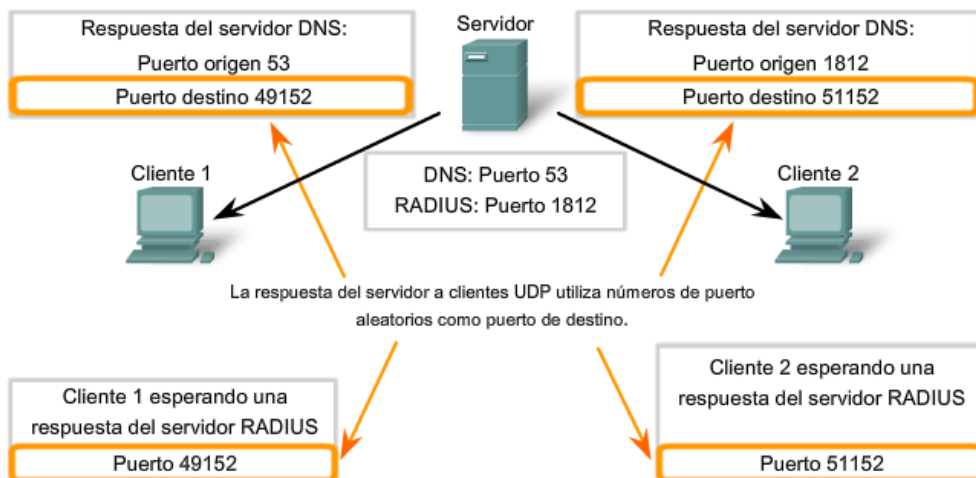 Respuesta del servidor DNS:
Puerto origen 53
Puerto destino 49152
Servidor
Respuesta del servidor DNS:
Puerto origen 1812
Puerto destino 51152
Cliente 1
DNS: Puerto 53
RADIUS: Puerto 1812
Cliente 2
La respuesta del servidor a clientes UDP utiliza números de puerto
aleatorios como puerto de destino.
Cliente 1 esperando una
respuesta del servidor RADIUS
Puerto 49152
Cliente 2 esperando una
respuesta del servidor RADIUS
Puerto 51152